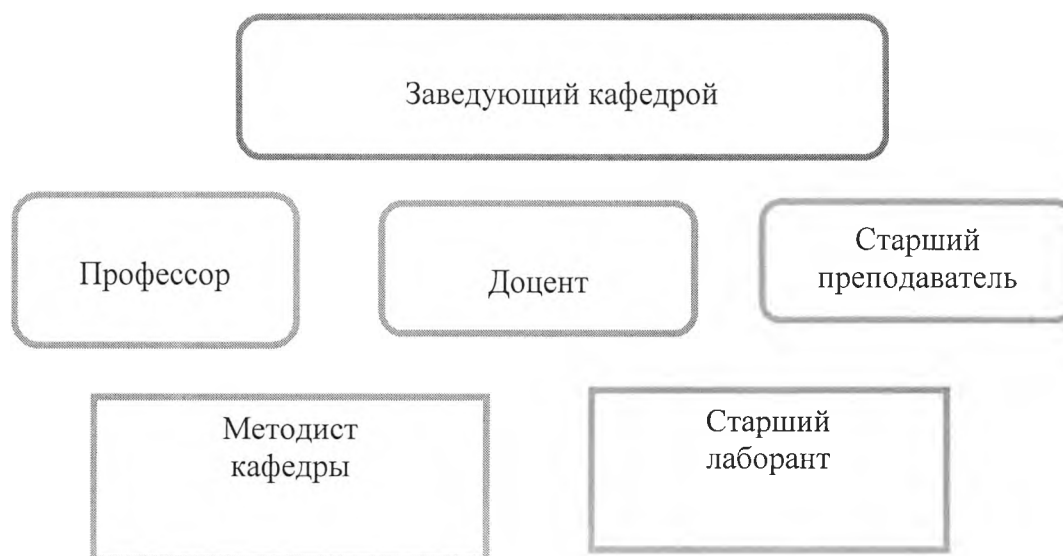 Заведующий кафедрой
Профессор
Доцент
Старший
преподаватель
Методист
кафедры
Старший
лаборант